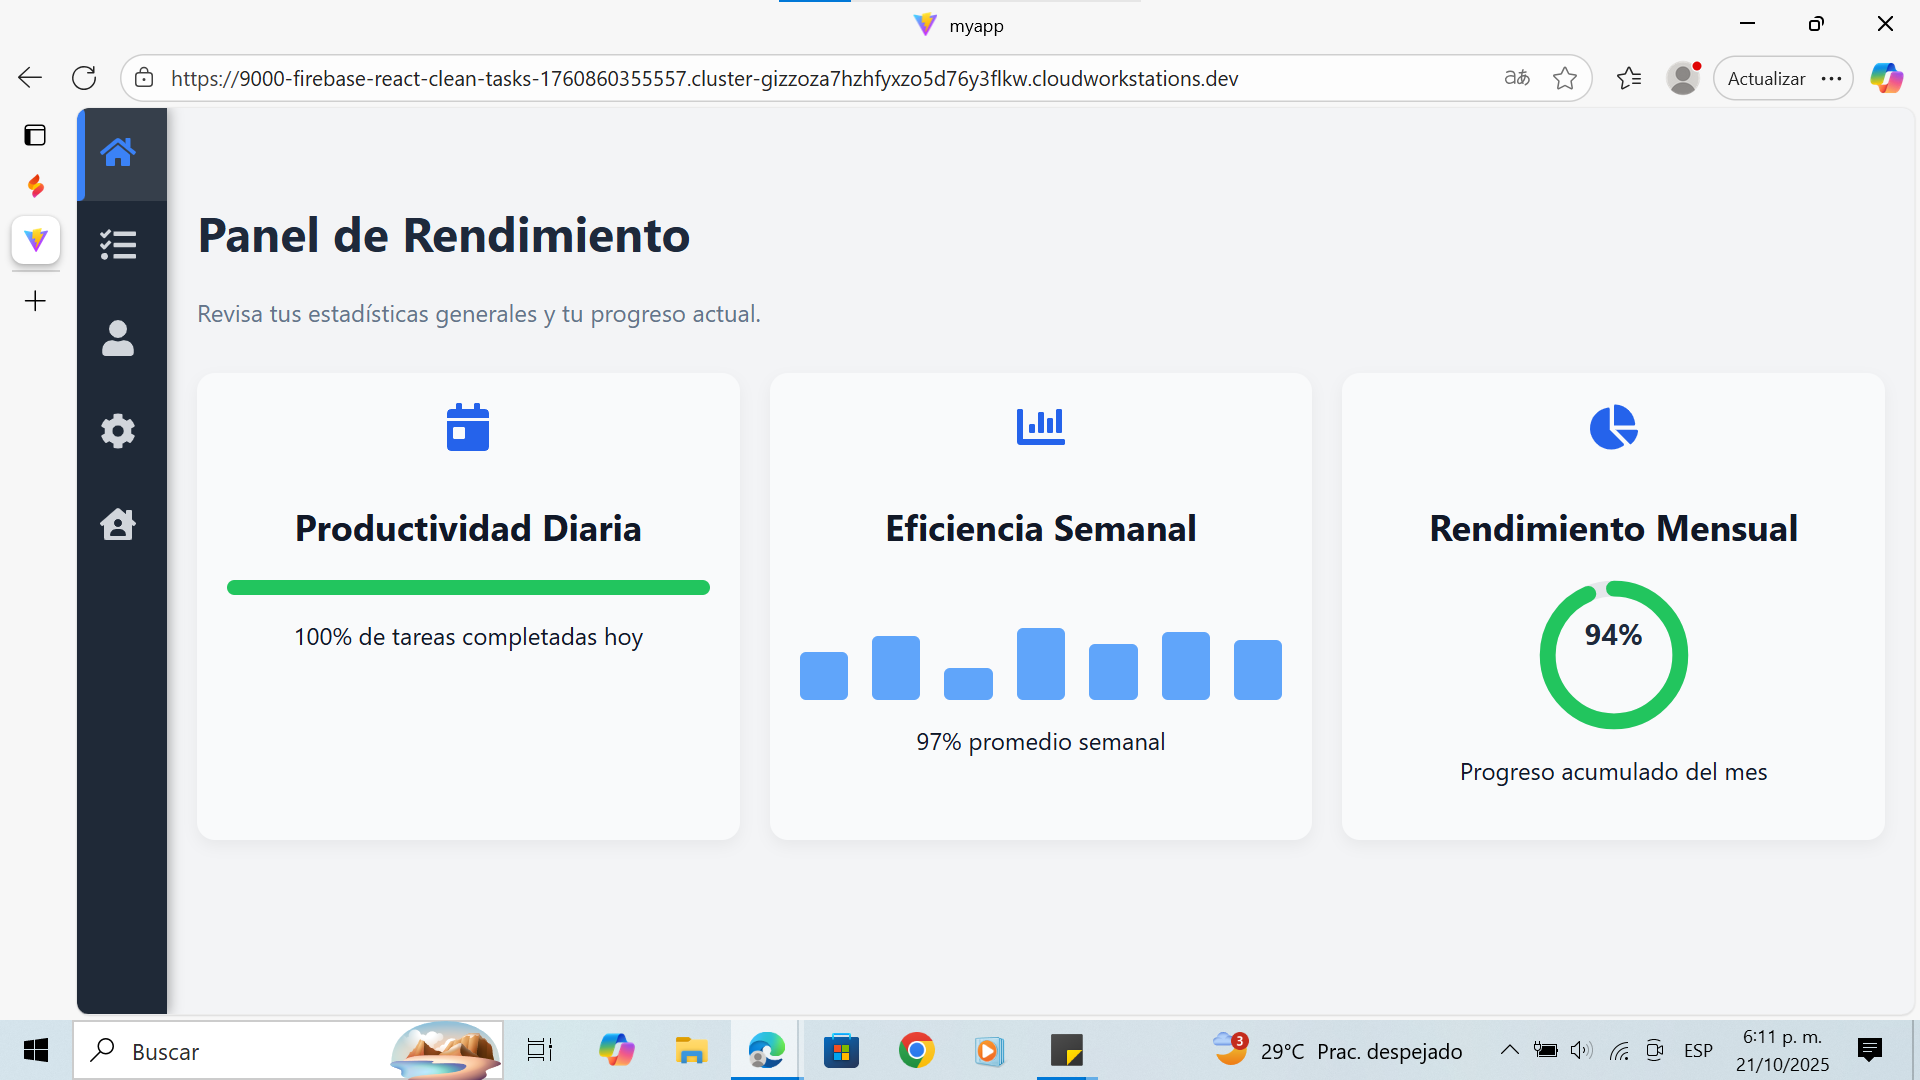 myapp
https://9000-firebase-react-clean-tasks-1760860355557.cluster-gizzoza7hzhfyxzo5d76y3flkw.cloudworkstations.dev
aあ
Actualizar
Panel de Rendimiento
Revisa tus estadísticas generales y tu progreso actual.
Productividad Diaria
100% de tareas completadas hoy
Eficiencia Semanal
97% promedio semanal
Rendimiento Mensual
94%
Progreso acumulado del mes
Buscar
3
29°C Prac. despejado
ESP
6:11 p. m.
21/10/2025